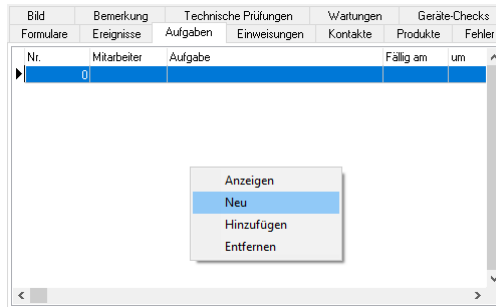 Bild Bemerkung Technische Prüfungen Wartungen Geräte-Checks
Formulare Ereignisse Aufgaben Einweisungen Kontakte Produkte Fehler
Nr. Mitarbeiter Aufgabe Fällig am um
0
Anzeigen
Neu
Hinzufügen
Entfernen